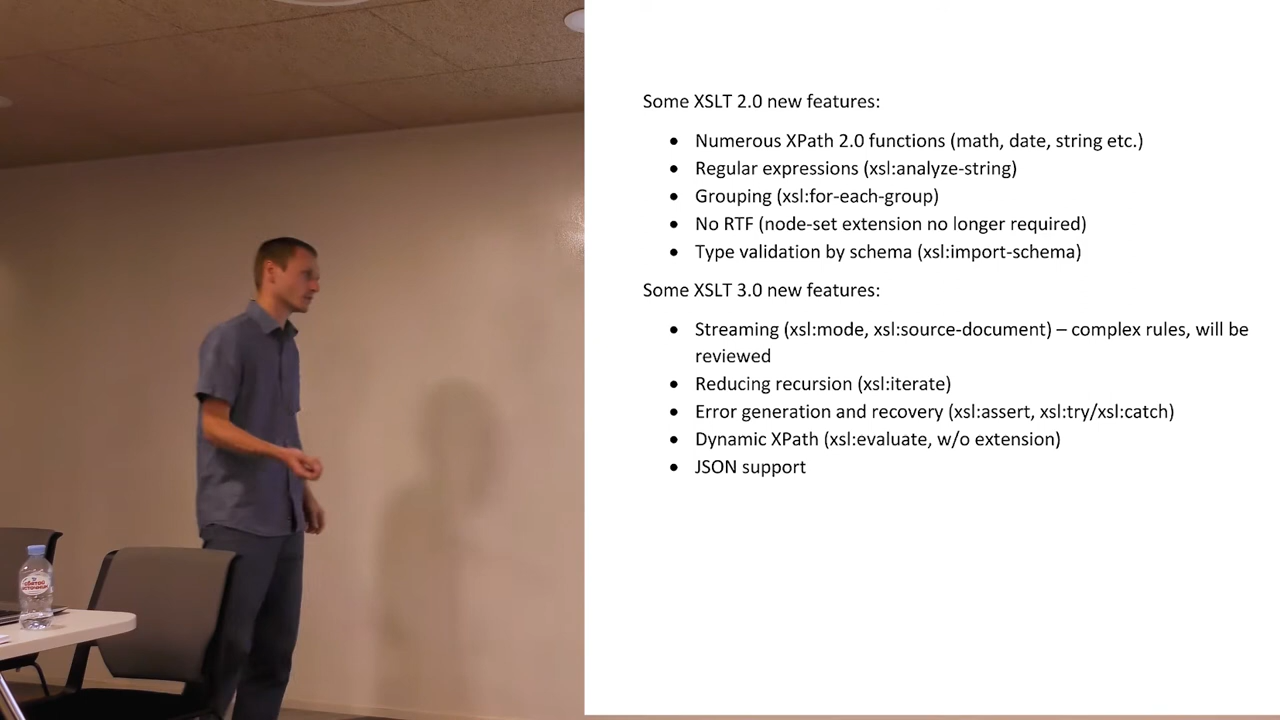 Some XSLT 2.0 new features:
• Numerous XPath 2.0 functions (math, date, string etc.)
• Regular expressions (xsl:analyze-string)
• Grouping (xsl:for-each-group)
• No RTF (node-set extension no longer required)
• Type validation by schema (xsl:import-schema)
Some XSLT 3.0 new features:
• Streaming (xsl:mode, xsl:source-document) – complex rules, will be
reviewed
• Reducing recursion (xsl:iterate)
• Error generation and recovery (xsl:assert, xsl:try/xsl:catch)
• Dynamic XPath (xsl:evaluate, w/o extension)
• JSON support
СВЯТОЙ
ИСТОЧНИК